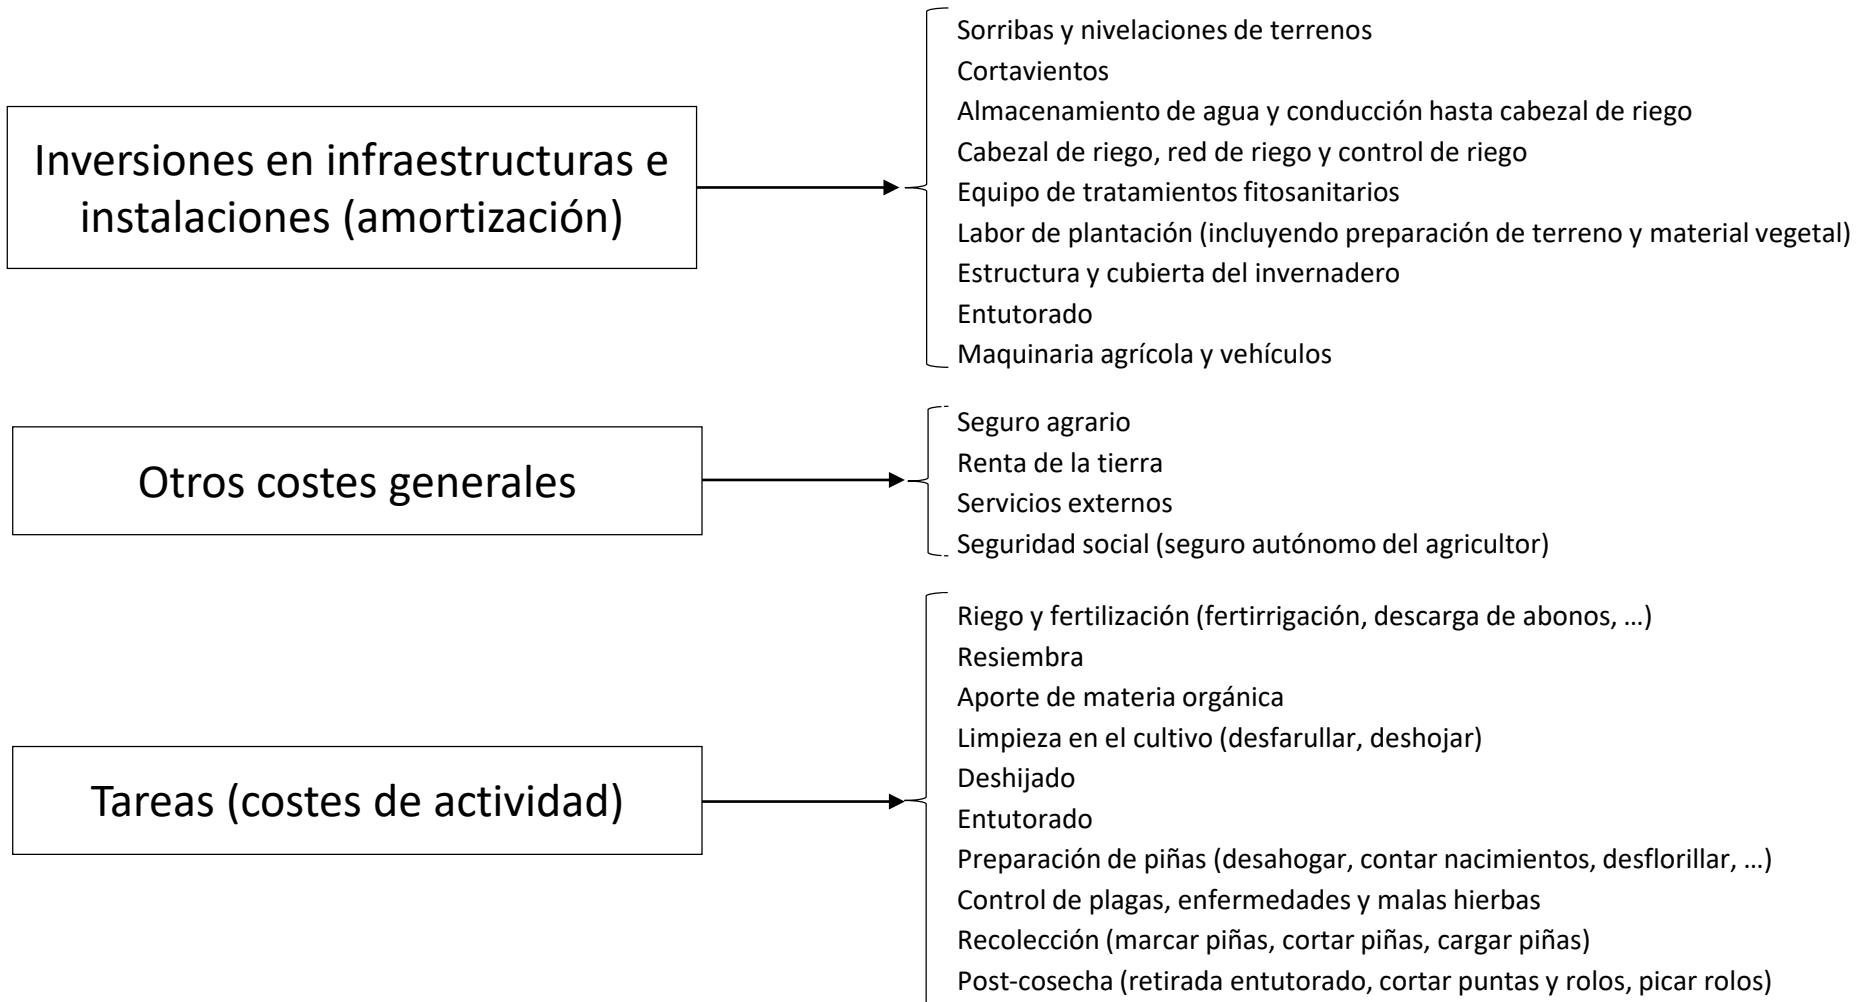 Inversiones en infraestructuras e
instalaciones (amortización)
Sorribas y nivelaciones de terrenos
Cortavientos
Almacenamiento de agua y conducción hasta cabezal de riego
Cabezal de riego, red de riego y control de riego
Equipo de tratamientos fitosanitarios
Labor de plantación (incluyendo preparación de terreno y material vegetal)
Estructura y cubierta del invernadero
Entutorado
Maquinaria agrícola y vehículos
Otros costes generales
Seguro agrario
Renta de la tierra
Servicios externos
Seguridad social (seguro autónomo del agricultor)
Tareas (costes de actividad)
Riego y fertilización (fertirrigación, descarga de abonos, …)
Resiembra
Aporte de materia orgánica
Limpieza en el cultivo (desfarullar, deshojar)
Deshijado
Entutorado
Preparación de piñas (desahogar, contar nacimientos, desflorillar, …)
Control de plagas, enfermedades y malas hierbas
Recolección (marcar piñas, cortar piñas, cargar piñas)
Post-cosecha (retirada entutorado, cortar puntas y rolos, picar rolos)